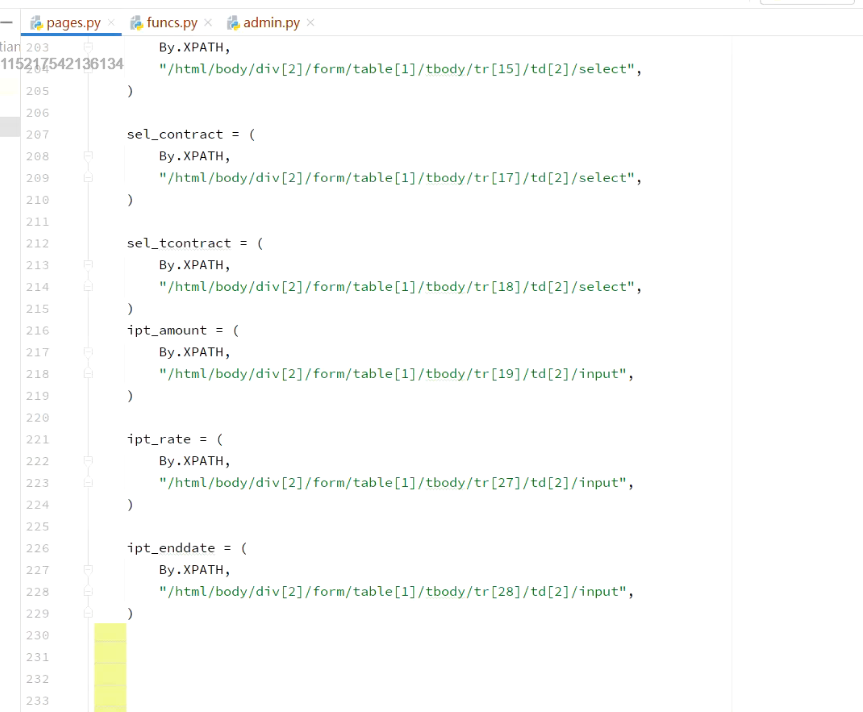 pages.py
funcs.py
admin.py
tian
115217542136134
203 By.XPATH,
204 "/html/body/div[2]/form/table[1]/tbody/tr[15]/td[2]/select",
205 )
206
207 sel_contract = (
208 By.XPATH,
209 "/html/body/div[2]/form/table[1]/tbody/tr[17]/td[2]/select",
210 )
211
212 sel_tcontract = (
213 By.XPATH,
214 "/html/body/div[2]/form/table[1]/tbody/tr[18]/td[2]/select",
215 )
216 ipt_amount = (
217 By.XPATH,
218 "/html/body/div[2]/form/table[1]/tbody/tr[19]/td[2]/input",
219 )
220
221 ipt_rate = (
222 By.XPATH,
223 "/html/body/div[2]/form/table[1]/tbody/tr[27]/td[2]/input",
224 )
225
226 ipt_enddate = (
227 By.XPATH,
228 "/html/body/div[2]/form/table[1]/tbody/tr[28]/td[2]/input",
229 )
230
231
232
233